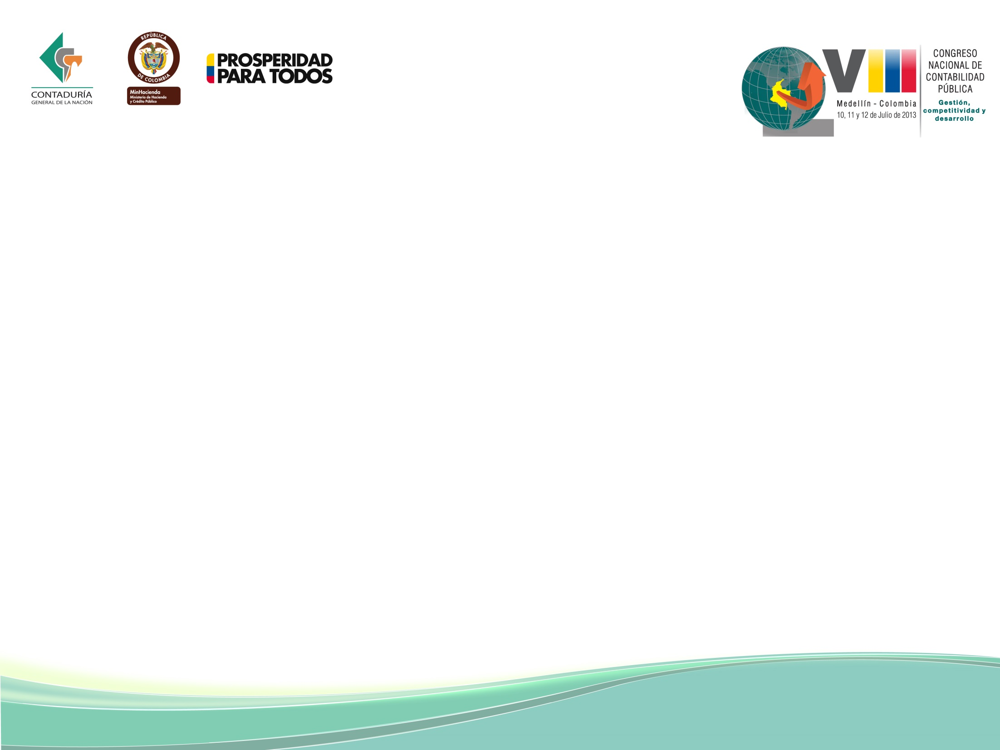 CONTADURÍA
GENERAL DE LA NACIÓN
REPÚBLICA
DE COLOMBIA
MinHacienda
Ministerio de Hacienda
y Crédito Público
PROSPERIDAD
PARA TODOS
VIII
Medellín - Colombia
10, 11 y 12 de Julio de 2013
CONGRESO
NACIONAL DE
CONTABILIDAD
PÚBLICA
Gestión,
competitividad y
desarrollo